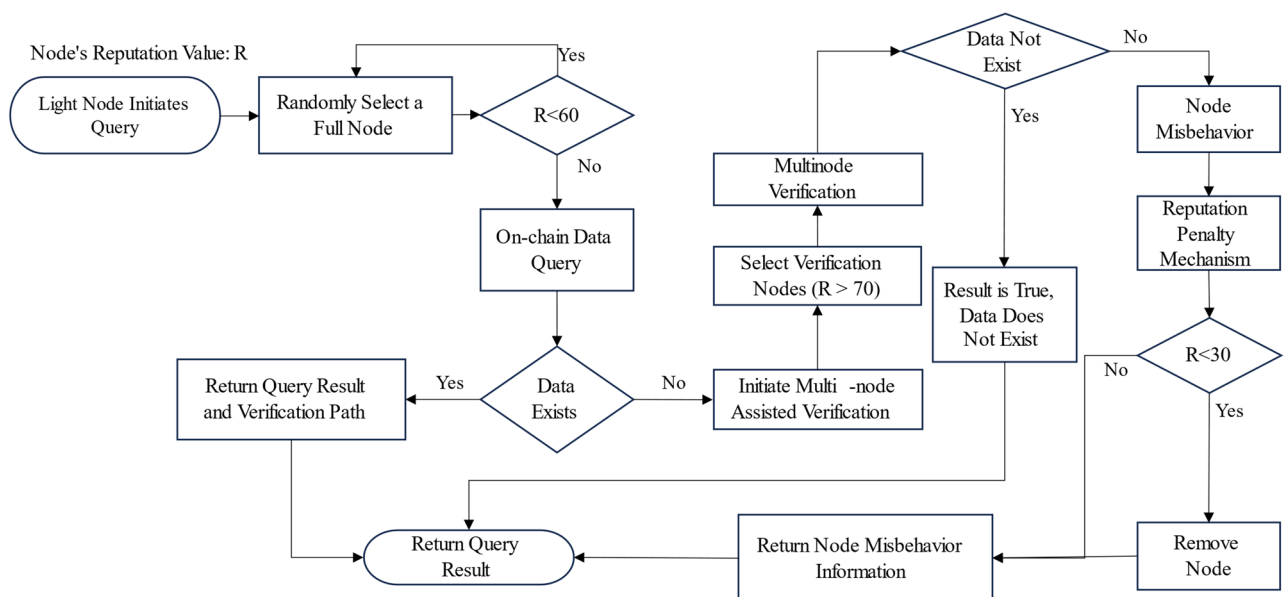 Node's Reputation Value: R
Light Node Initiates
Query
Randomly Select a
Full Node
Yes
R<60
No
On-chain Data
Query
Data
Exists
Yes
Return Query Result
and Verification Path
No
Initiate Multi -node
Assisted Verification
Select Verification
Nodes (R > 70)
Multinode
Verification
Data Not
Exist
Yes
Result is True,
Data Does
Not Exist
No
Node
Misbehavior
Reputation
Penalty
Mechanism
R<30
No
Yes
Remove
Node
Return Node Misbehavior
Information
Return Query
Result